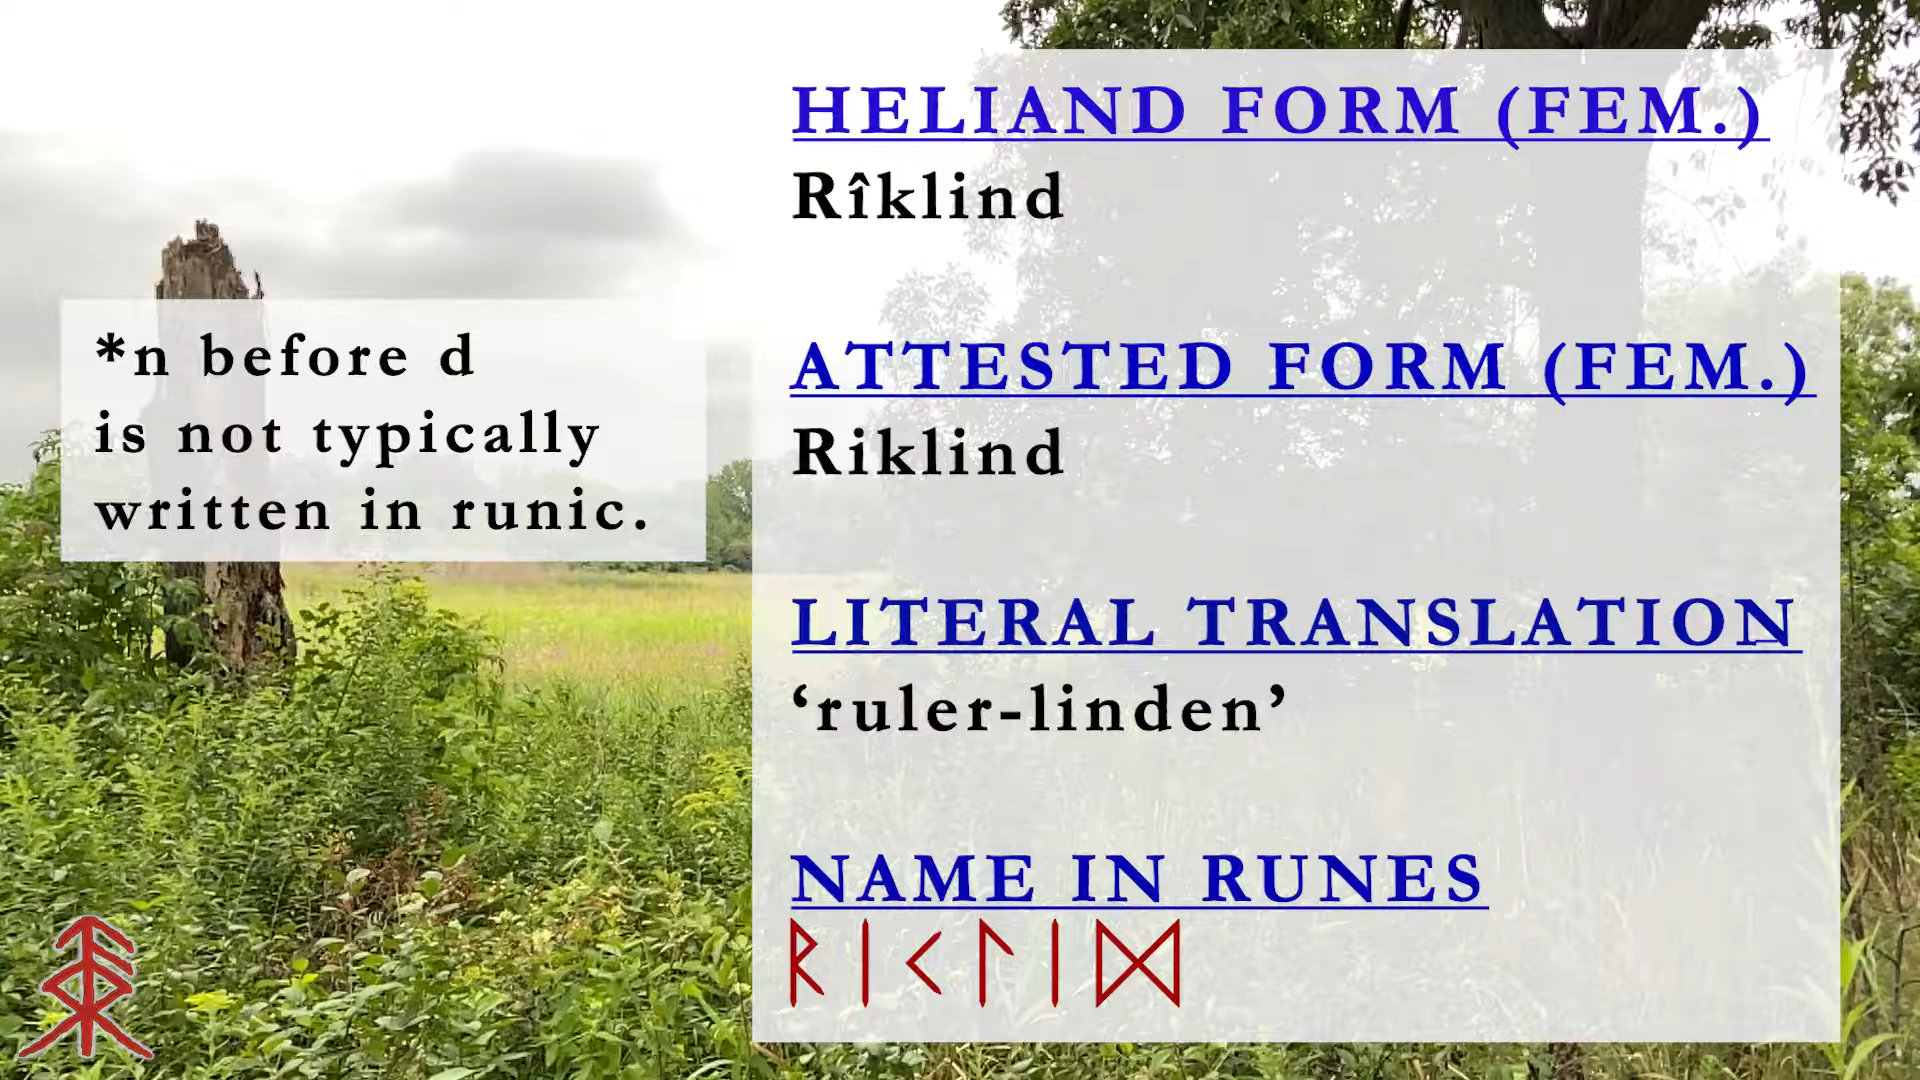 *n before d
is not typically
written in runic.
HELIAND FORM (FEM.)
Rîklind
ATTESTED FORM (FEM.)
Riklind
LITERAL TRANSLATION
‘ruler-linden’
NAME IN RUNES
ᚱᛁᚲᛚᛁᛞ